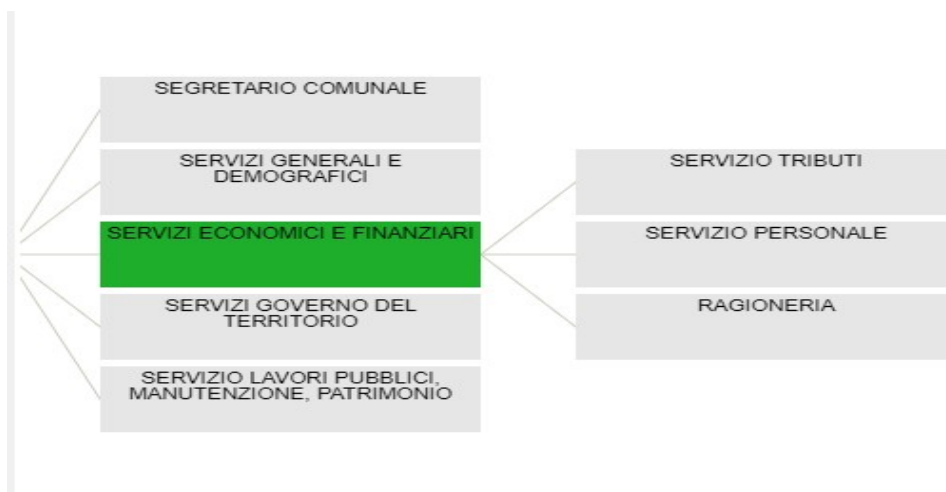 SEGRETARIO COMUNALE
SERVIZI GENERALI E
DEMOGRAFICI
SERVIZI ECONOMICI E FINANZIARI
SERVIZI GOVERNO DEL
TERRITORIO
SERVIZIO LAVORI PUBBLICI,
MANUTENZIONE, PATRIMONIO
SERVIZIO TRIBUTI
SERVIZIO PERSONALE
RAGIONERIA